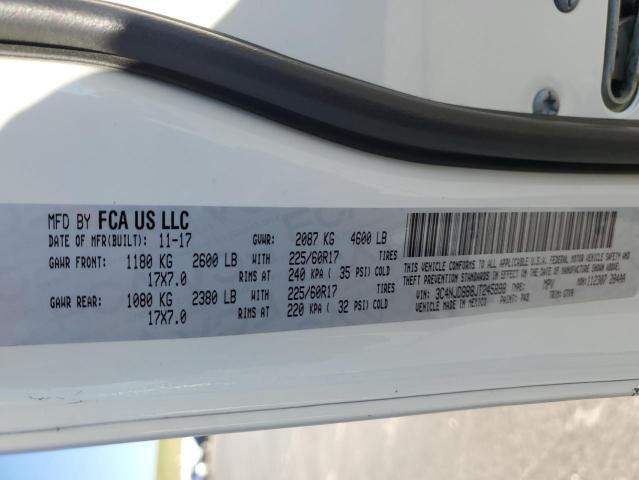 MFD BY FCA US LLC
DATE OF MFR(BUILT): 11-17 GVWR: 2087 KG 4600 LB
GAWR FRONT: 1180 KG 2600 LB WITH 225/60R17 TIRES
17X7.0 RIMS AT 240 KPA ( 35 PSI) COLD
GAWR REAR: 1080 KG 2380 LB WITH 225/60R17 TIRES
17X7.0 RIMS AT 220 KPA ( 32 PSI) COLD
THIS VEHICLE CONFORMS TO ALL APPLICABLE U.S.A. FEDERAL MOTOR VEHICLE SAFETY AND
THEFT PREVENTION STANDARDS IN EFFECT ON THE DATE OF MANUFACTURE SHOWN ABOVE.
VIN: TYPE: MPV
VEHICLE MADE IN MEXICO PAINT: PW3 TRIM: